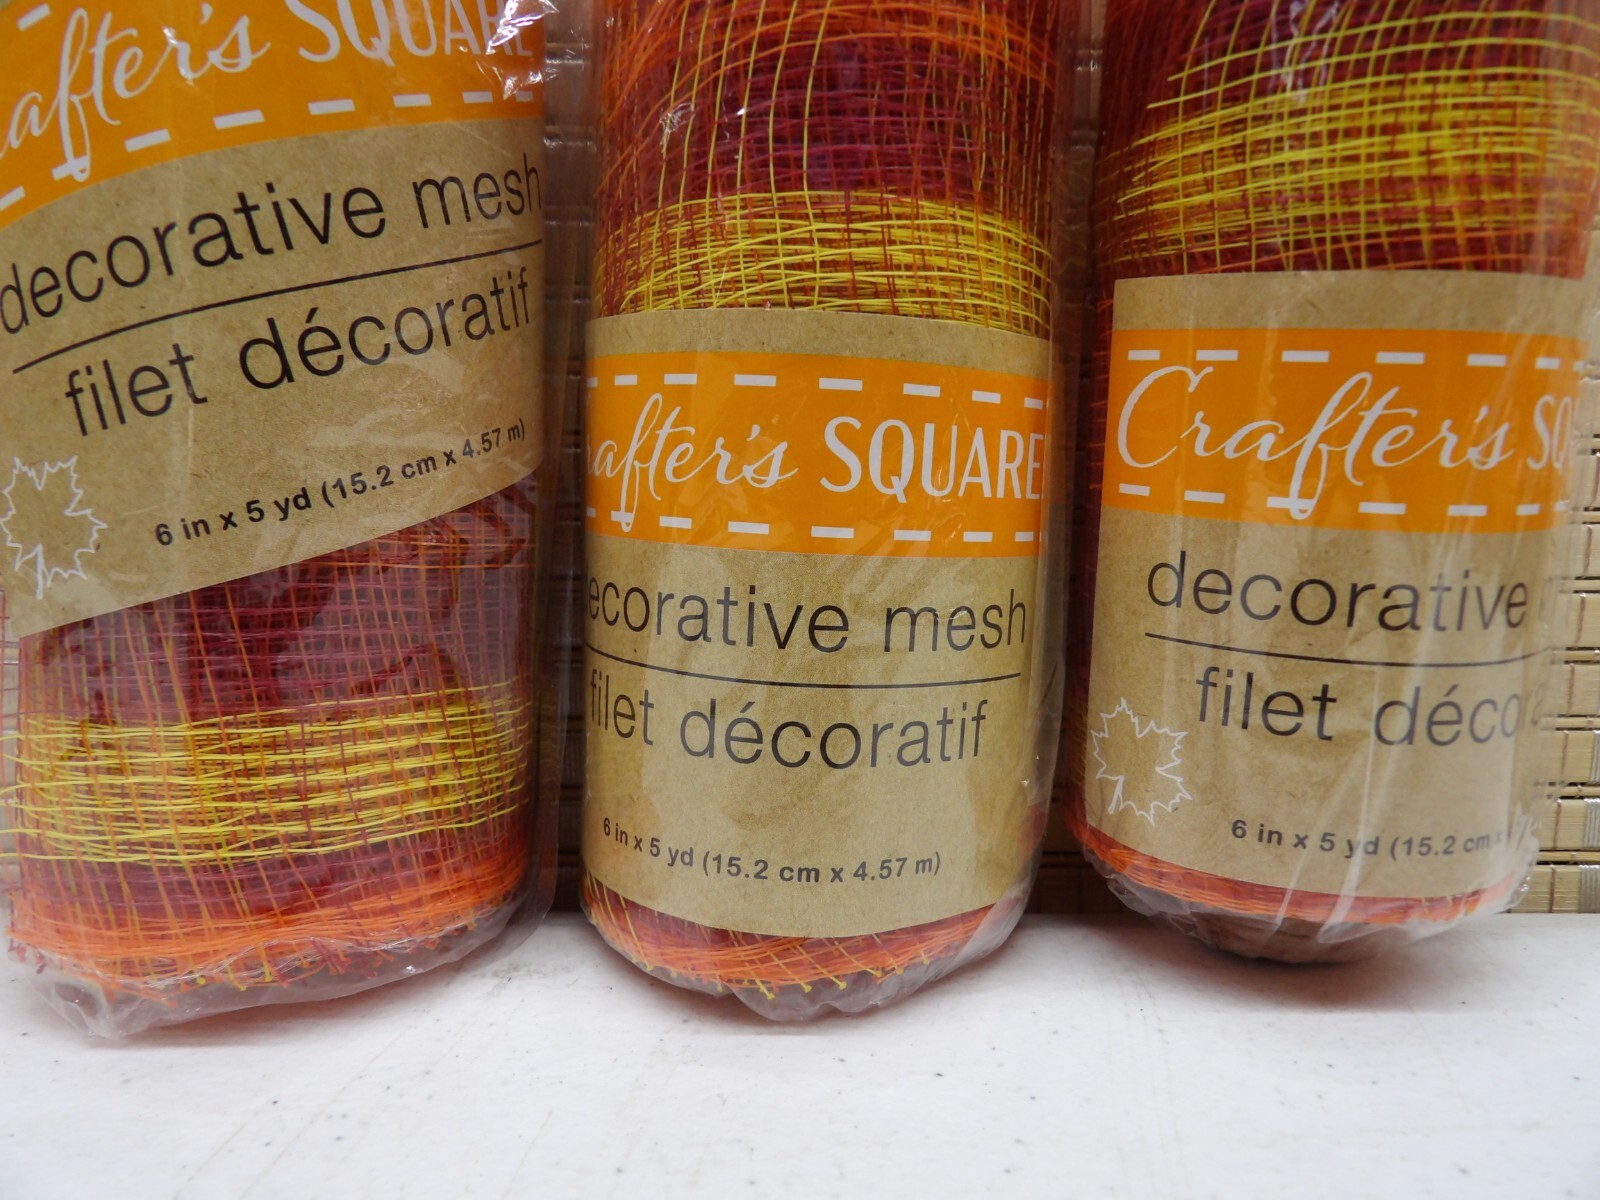 after's SQUARE
decorative mesh
filet décoratif
6 in x 5 yd (15.2 cm x 4.57 m)
after's SQUARE
ecorative mesh
filet décoratif
6 in x 5 yd (15.2 cm x 4.57 m)
Crafter's SQ
decorative
filet déco
6 in x 5 yd (15.2 cm x